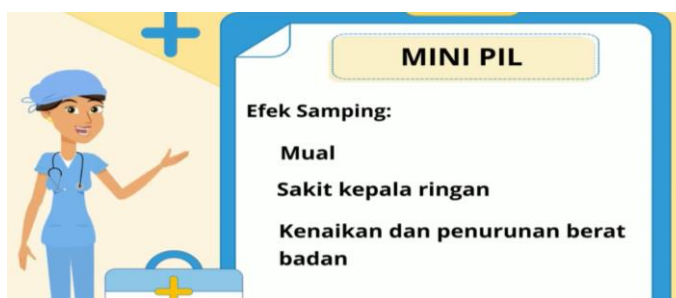 MINI PIL
Efek Samping:
Mual
Sakit kepala ringan
Kenaikan dan penurunan berat
badan